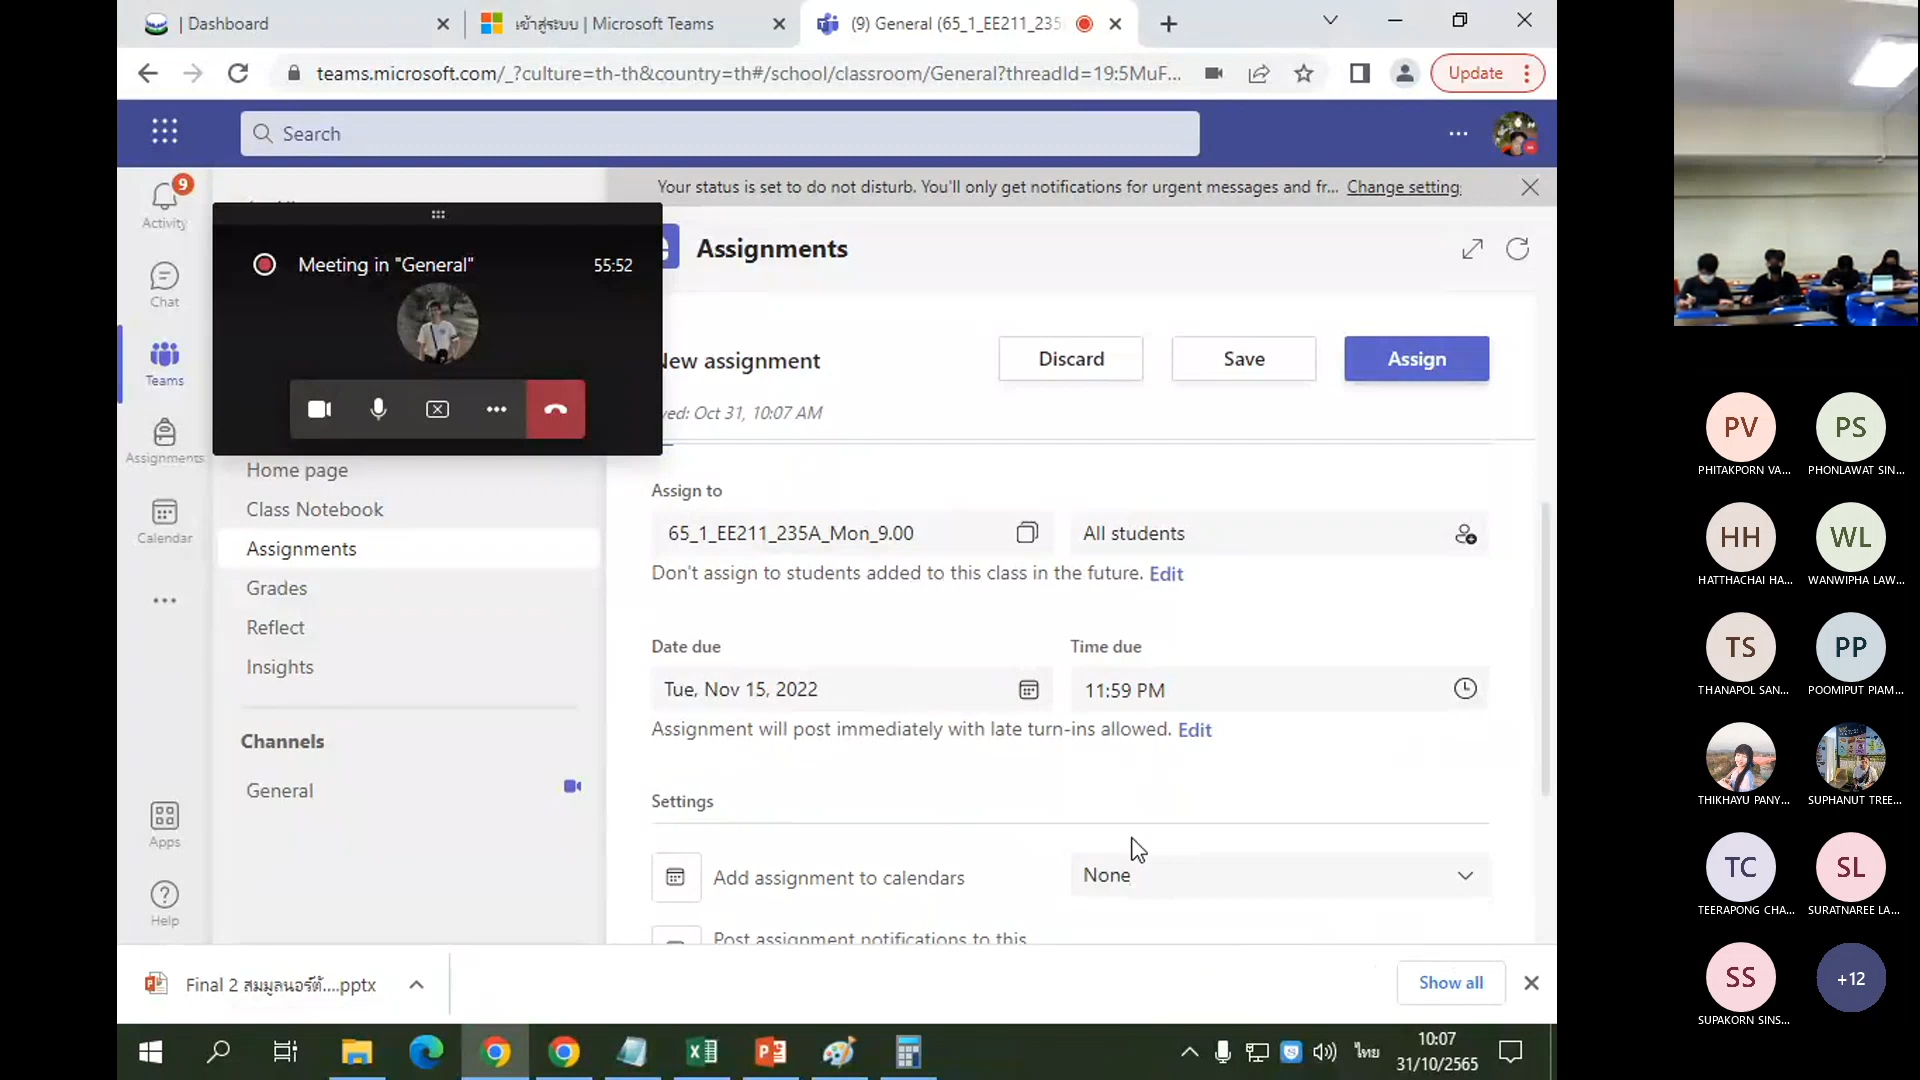 | Dashboard
เข้าสู่ระบบ | Microsoft Teams
(9) General (65_1_EE211_235
teams.microsoft.com/_?culture=th-th&country=th#/school/classroom/General?threadId=19:5MuF...
Update
Search
Your status is set to do not disturb. You'll only get notifications for urgent messages and fr... Change setting
9
Activity
Chat
Teams
Assignments
Calendar
Apps
Help
Meeting in "General"
55:52
Home page
Class Notebook
Assignments
Grades
Reflect
Insights
Channels
General
Assignments
New assignment
Discard
Save
Assign
ved: Oct 31, 10:07 AM
Assign to
65_1_EE211_235A_Mon_9.00
All students
Don't assign to students added to this class in the future. Edit
Date due
Time due
Tue, Nov 15, 2022
11:59 PM
Assignment will post immediately with late turn-ins allowed. Edit
Settings
Add assignment to calendars
None
Post assignment notifications to this
Final 2 สมมูลนอร์ตั....pptx
Show all
ไทย
10:07
31/10/2565
PV
PHITAKPORN VA...
PS
PHONLAWAT SIN...
HH
HATTHACHAI HA...
WL
WANWIPHA LAW...
TS
THANAPOL SAN...
PP
POOMIPUT PIAM...
THIKHAYU PANY...
SUPHANUT TREE...
TC
TEERAPONG CHA...
SL
SURATNAREE LA...
SS
SUPAKORN SINS...
+12